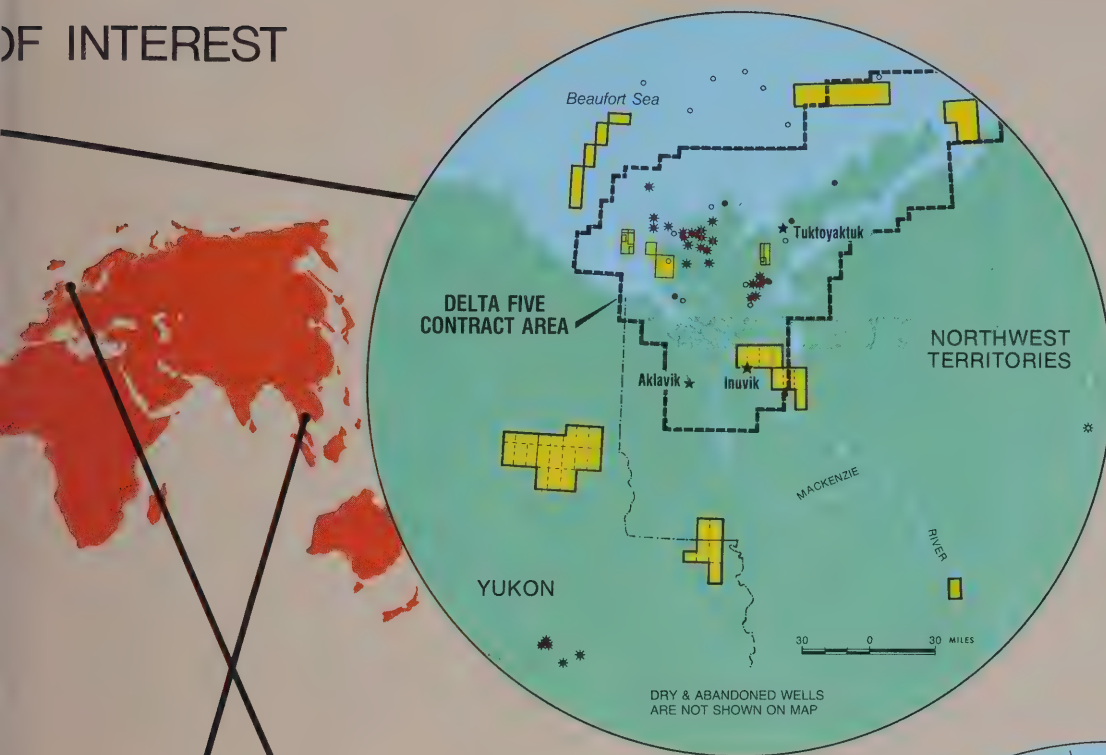 OF INTEREST
Beaufort Sea
Tuktoyaktuk
DELTA FIVE
CONTRACT AREA
NORTHWEST
TERRITORIES
Aklavik
Inuvik
MACKENZIE
RIVER
YUKON
30 0 30 MILES
DRY & ABANDONED WELLS
ARE NOT SHOWN ON MAP